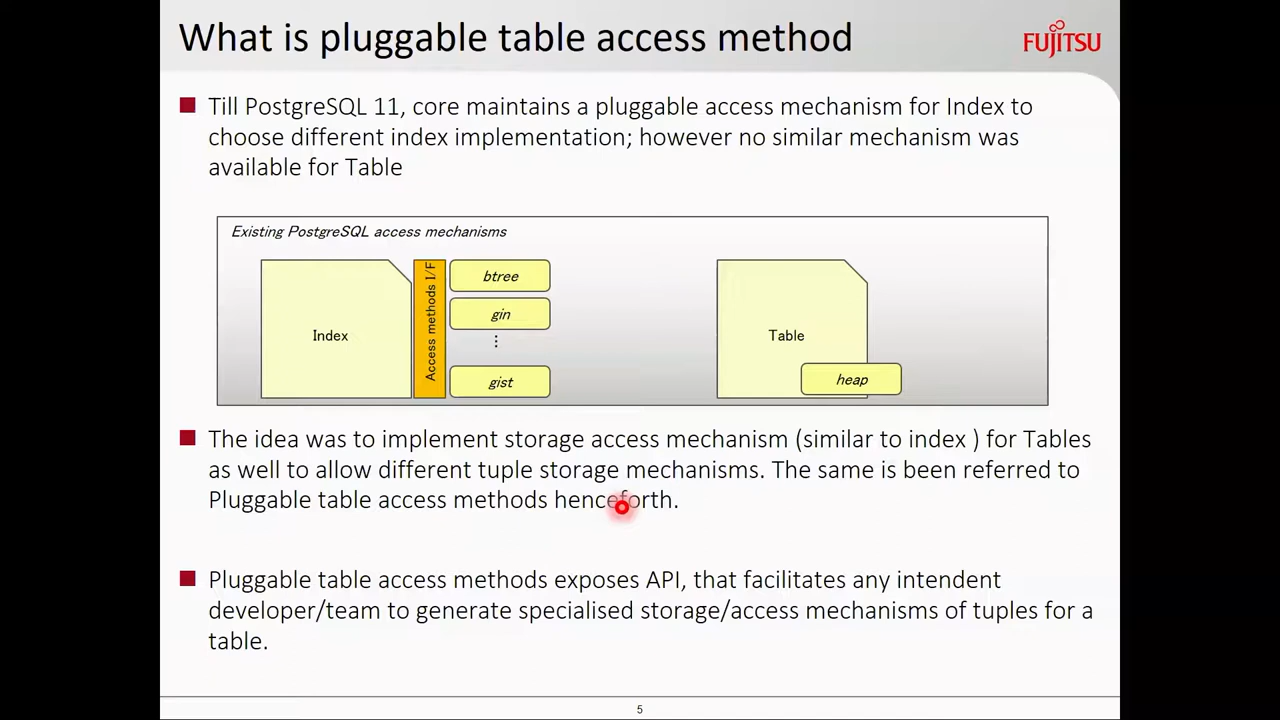 What is pluggable table access method
FUJITSU
Till PostgreSQL 11, core maintains a pluggable access mechanism for Index to
choose different index implementation; however no similar mechanism was
available for Table
Existing PostgreSQL access mechanisms
Index
Access methods I/F
btree
gin
⋮
gist
Table
heap
The idea was to implement storage access mechanism (similar to index ) for Tables
as well to allow different tuple storage mechanisms. The same is been referred to
Pluggable table access methods henceforth.
Pluggable table access methods exposes API, that facilitates any intendent
developer/team to generate specialised storage/access mechanisms of tuples for a
table.
5